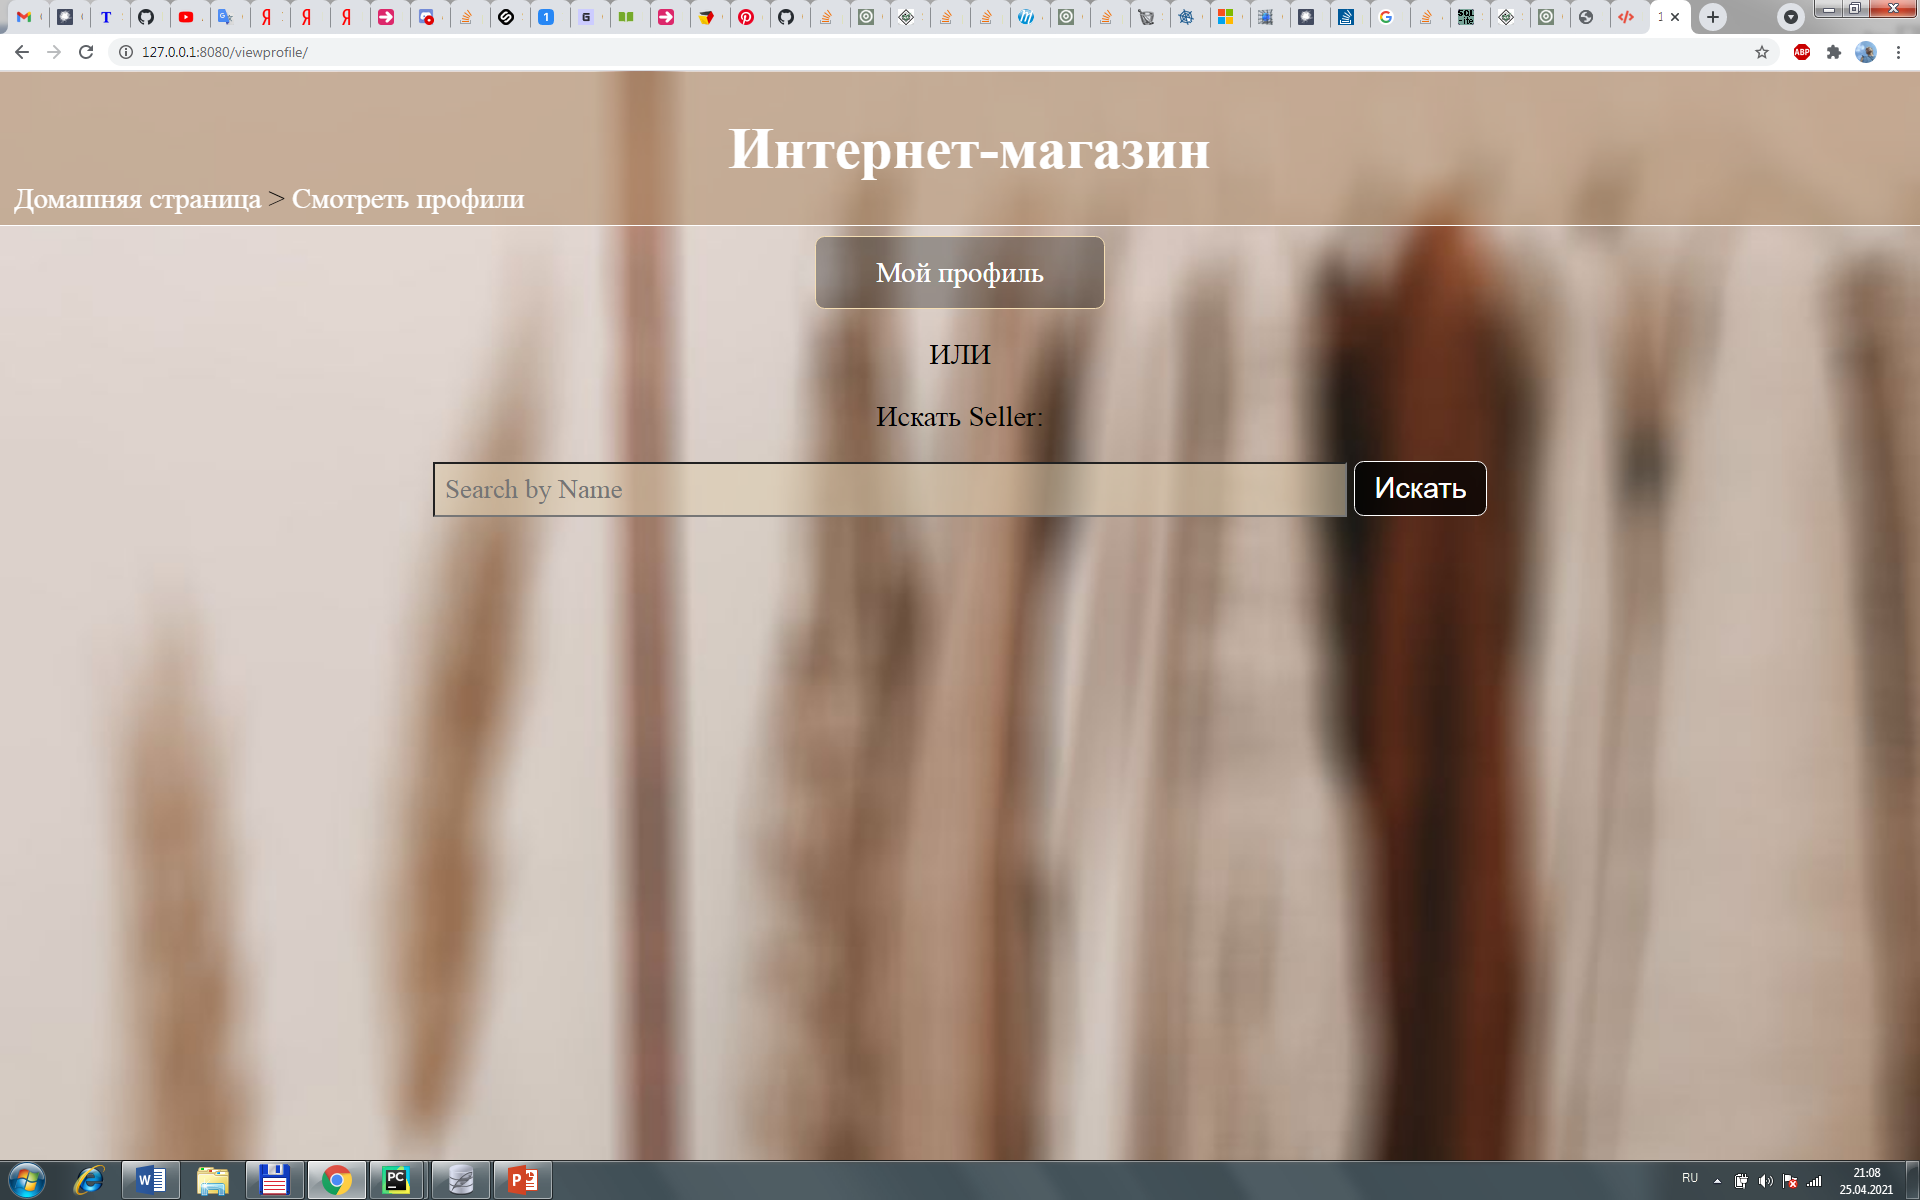 127.0.0.1:8080/viewprofile/
ABP
Интернет-магазин
Домашняя страница > Смотреть профили
Мой профиль
ИЛИ
Искать Seller:
Search by Name
Искать
RU
21:08
25.04.2021